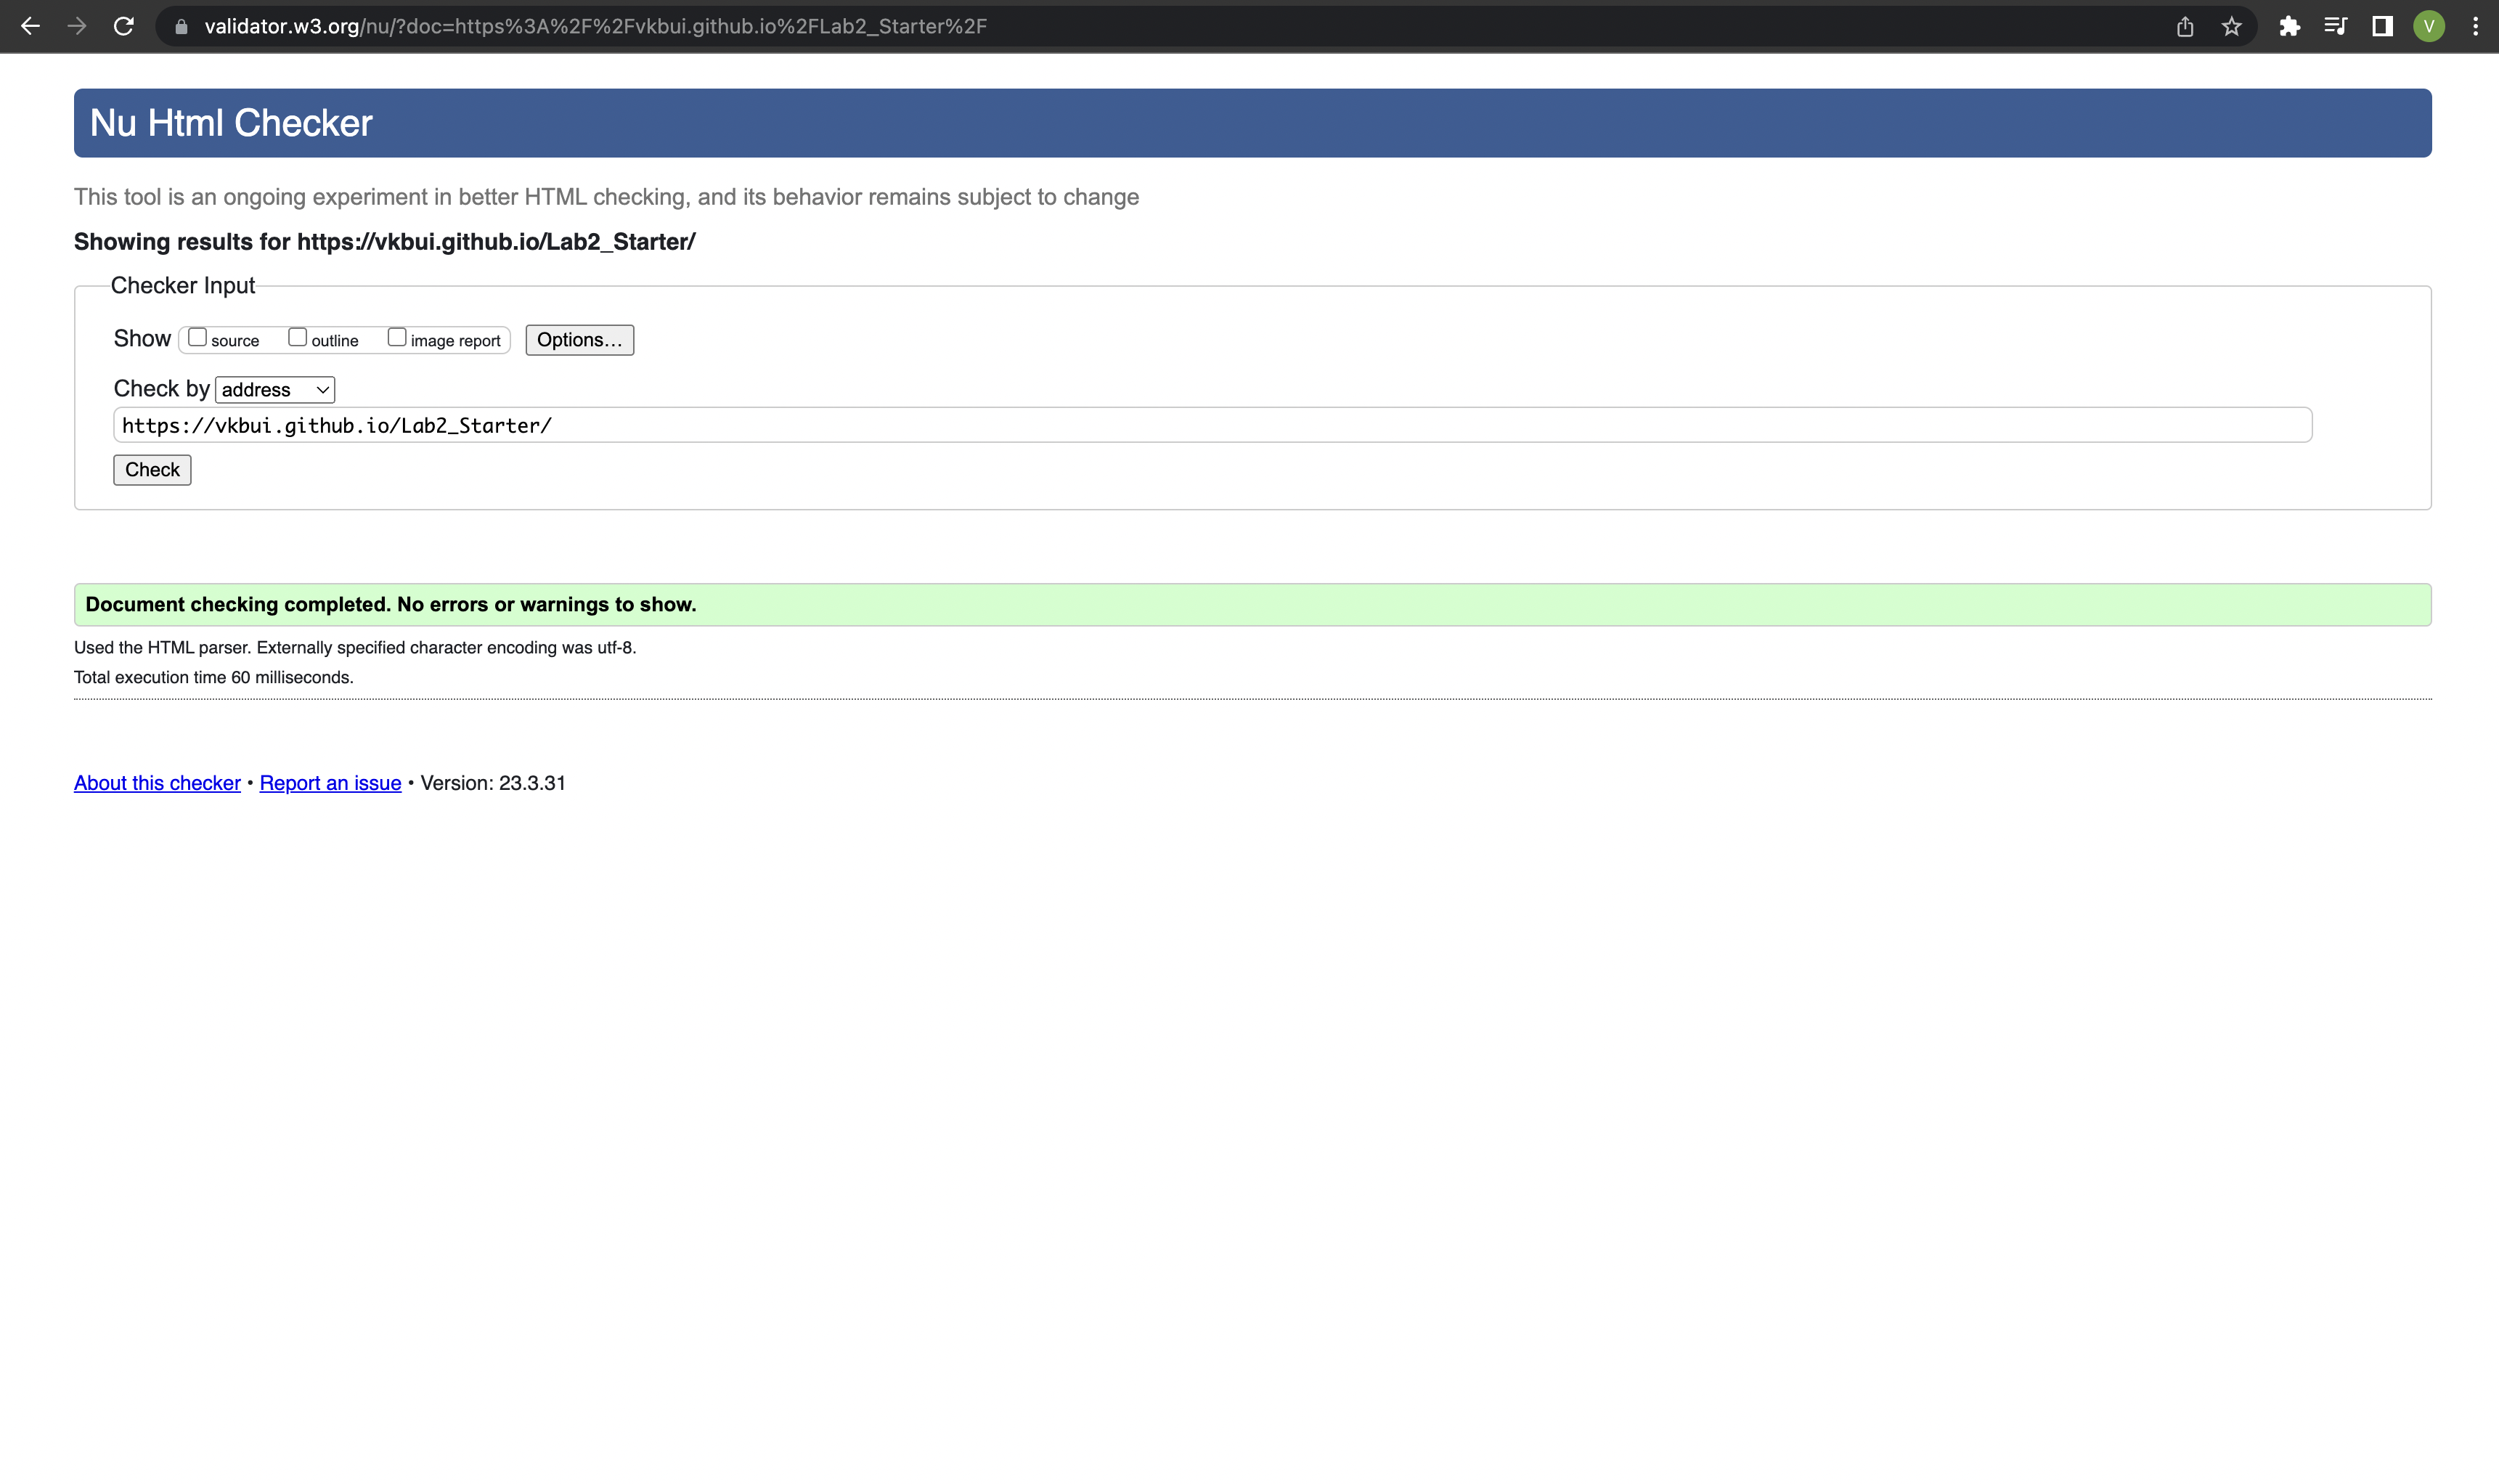 validator.w3.org/nu/?doc=https%3A%2F%2Fvkbui.github.io%2FLab2_Starter%2F
V
Nu Html Checker
This tool is an ongoing experiment in better HTML checking, and its behavior remains subject to change
Showing results for https://vkbui.github.io/Lab2_Starter/
Checker Input
Show source outline image report Options...
Check by address
https://vkbui.github.io/Lab2_Starter/
Check
Document checking completed. No errors or warnings to show.
Used the HTML parser. Externally specified character encoding was utf-8.
Total execution time 60 milliseconds.
About this checker • Report an issue • Version: 23.3.31